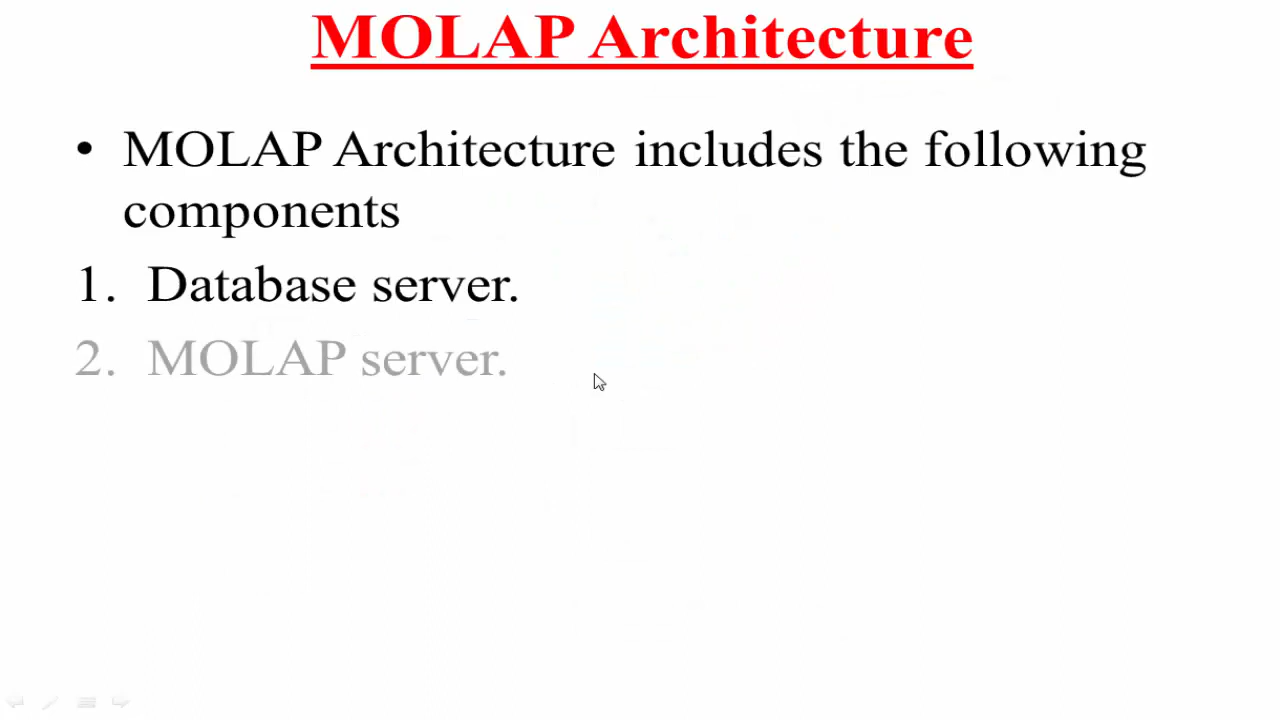 MOLAP Architecture
• MOLAP Architecture includes the following
components
1. Database server.
2. MOLAP server.